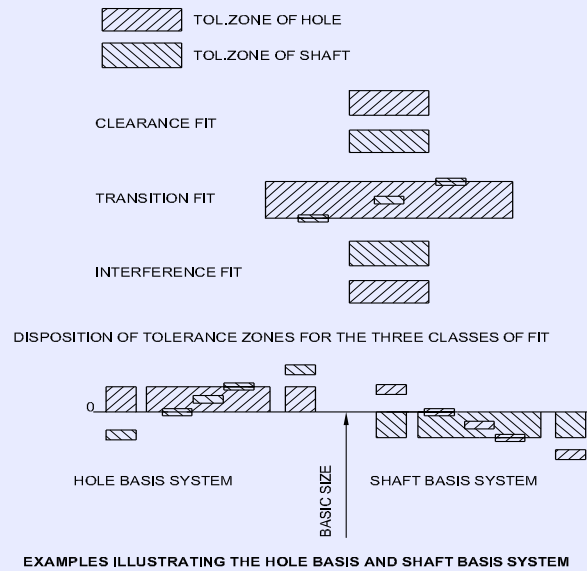 TOL.ZONE OF HOLE
TOL.ZONE OF SHAFT
CLEARANCE FIT
TRANSITION FIT
INTERFERENCE FIT
DISPOSITION OF TOLERANCE ZONES FOR THE THREE CLASSES OF FIT
0
HOLE BASIS SYSTEM
BASIC SIZE
SHAFT BASIS SYSTEM
EXAMPLES ILLUSTRATING THE HOLE BASIS AND SHAFT BASIS SYSTEM